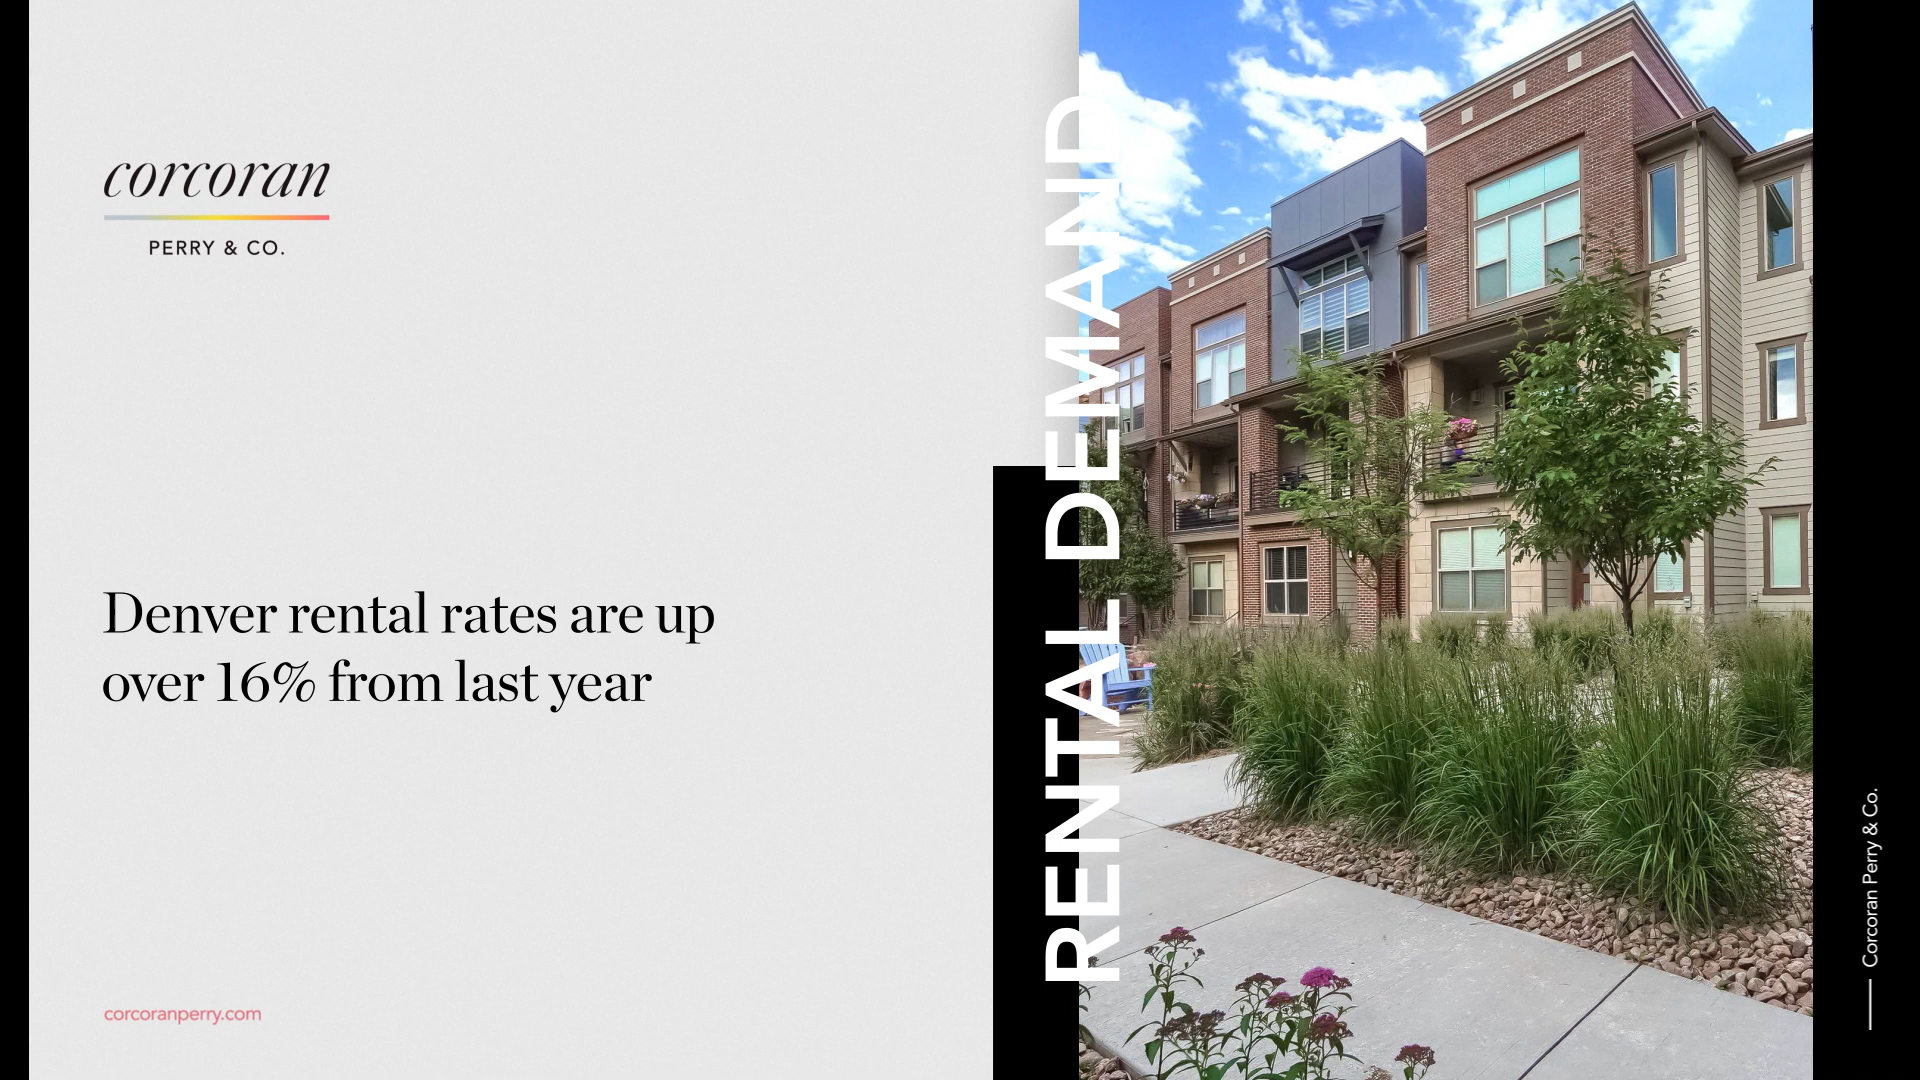 corcoran
PERRY & CO.
Denver rental rates are up
over 16% from last year
corcoranperry.com
RENTAL DEMAND
Corcoran Perry & Co.